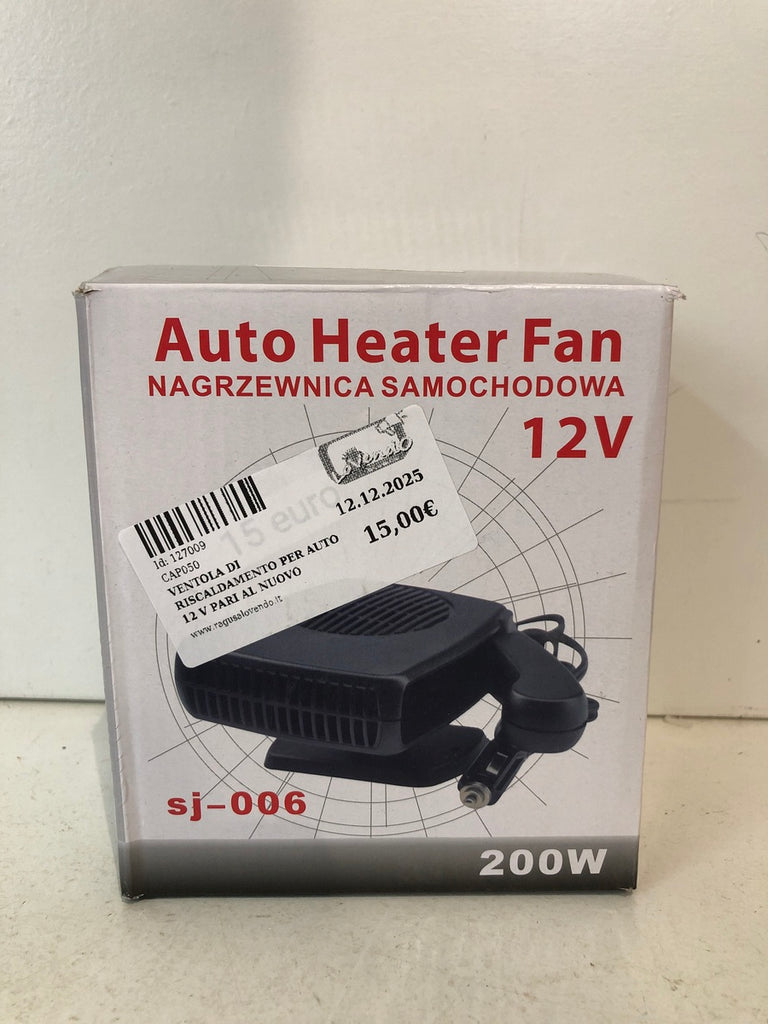 Auto Heater Fan
NAGRZEWNICA SAMOCHODOWA
12V
LoVendo
12.12.2025
15 euro
15,00€
Id: 127009
CAP050
VENTOLA DI
RISCALDAMENTO PER AUTO
12 V PARI AL NUOVO
www.ragusalovendo.it
sj-006
200W